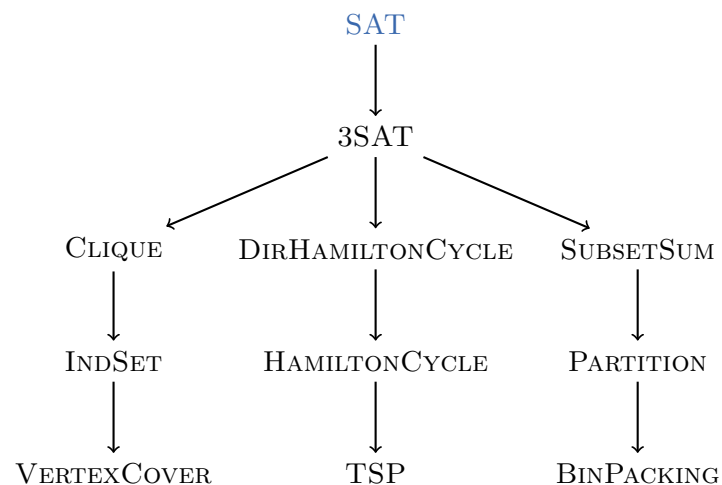 SAT
3SAT
CLIQUE DIRHAMILTONCYCLE SUBSETSUM
INDSET HAMILTONCYCLE PARTITION
VERTEXCOVER TSP BINPACKING